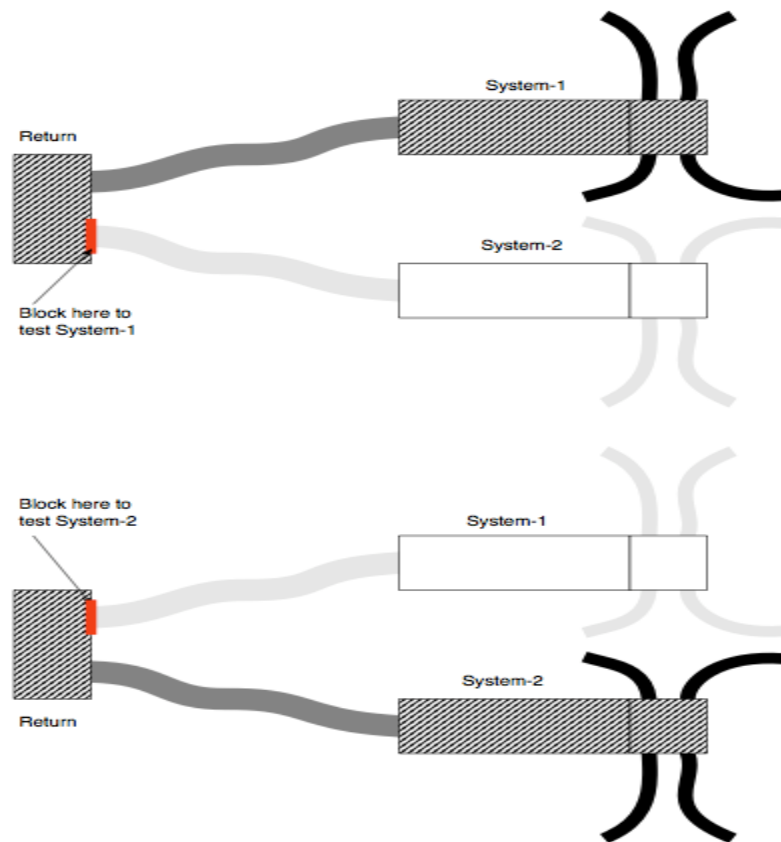 System-1
Return
System-2
Block here to
test System-1
Block here to
test System-2
System-1
System-2
Return